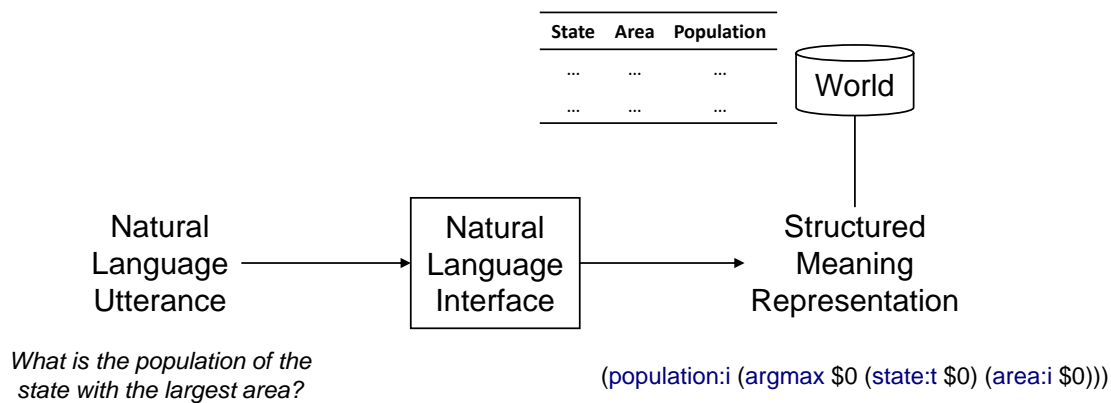 State Area Population
... ... ...
... ... ...
World
Natural
Language
Utterance
Natural
Language
Interface
Structured
Meaning
Representation
What is the population of the
state with the largest area?
(population:i (argmax $0 (state:t $0) (area:i $0)))